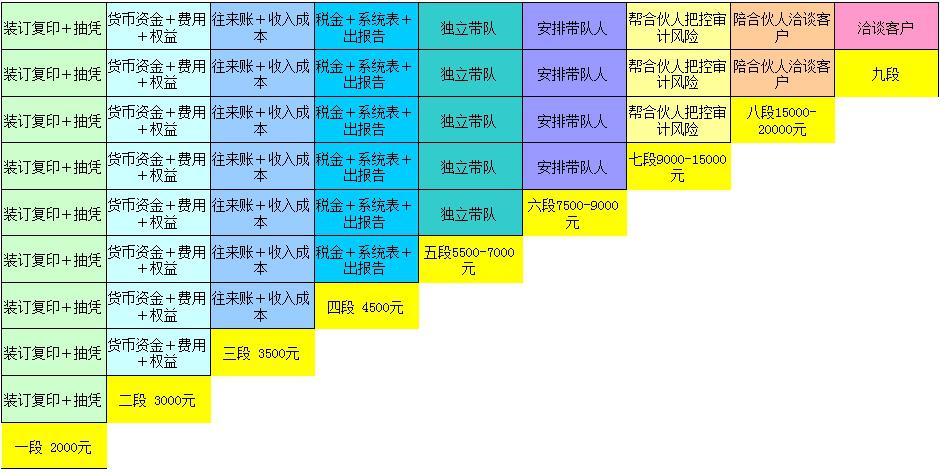 装订复印＋抽凭 货币资金＋费用＋权益 往来账＋收入成本 税金＋系统表＋出报告 独立带队 安排带队人 帮合伙人把控审计风险 陪合伙人洽谈客户 洽谈客户
装订复印＋抽凭 货币资金＋费用＋权益 往来账＋收入成本 税金＋系统表＋出报告 独立带队 安排带队人 帮合伙人把控审计风险 陪合伙人洽谈客户 九段
装订复印＋抽凭 货币资金＋费用＋权益 往来账＋收入成本 税金＋系统表＋出报告 独立带队 安排带队人 帮合伙人把控审计风险 八段15000-20000元
装订复印＋抽凭 货币资金＋费用＋权益 往来账＋收入成本 税金＋系统表＋出报告 独立带队 安排带队人 七段9000-15000元
装订复印＋抽凭 货币资金＋费用＋权益 往来账＋收入成本 税金＋系统表＋出报告 独立带队 六段7500-9000元
装订复印＋抽凭 货币资金＋费用＋权益 往来账＋收入成本 税金＋系统表＋出报告 五段5500-7000元
装订复印＋抽凭 货币资金＋费用＋权益 往来账＋收入成本 四段 4500元
装订复印＋抽凭 货币资金＋费用＋权益 三段 3500元
装订复印＋抽凭 二段 3000元
一段 2000元